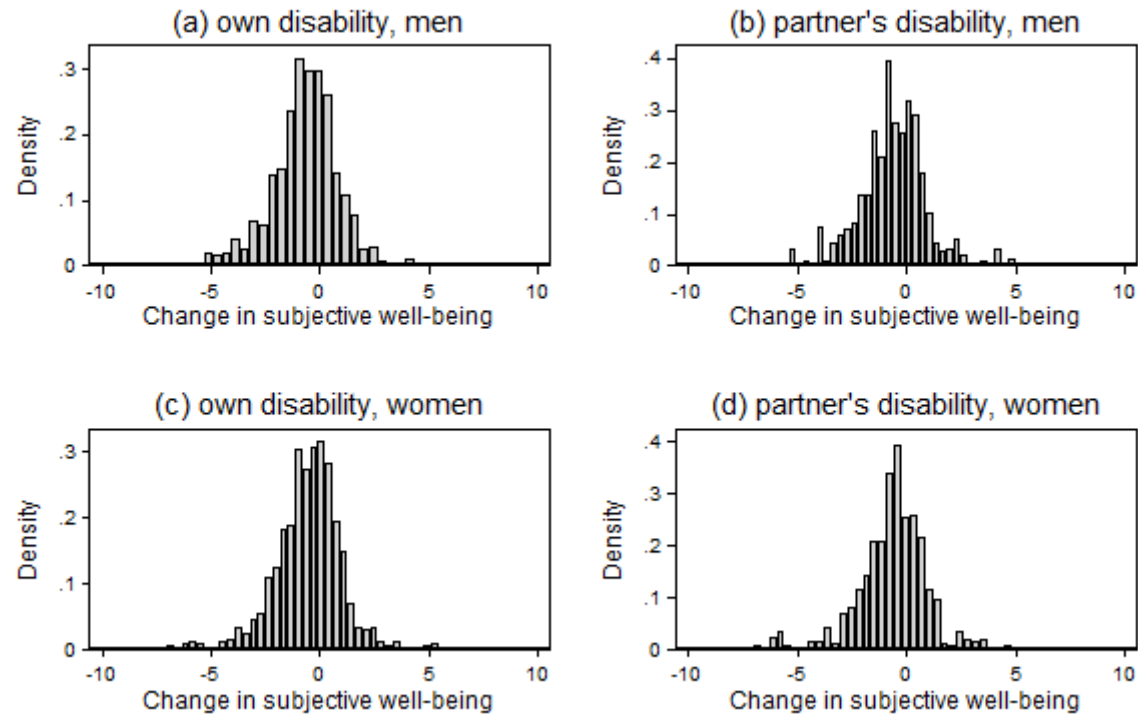 (a) own disability, men
.3
.2
.1
0
Density
-10 -5 0 5 10
Change in subjective well-being
(b) partner's disability, men
.4
.3
.2
.1
0
Density
-10 -5 0 5 10
Change in subjective well-being
(c) own disability, women
.3
.2
.1
0
Density
-10 -5 0 5 10
Change in subjective well-being
(d) partner's disability, women
.4
.3
.2
.1
0
Density
-10 -5 0 5 10
Change in subjective well-being